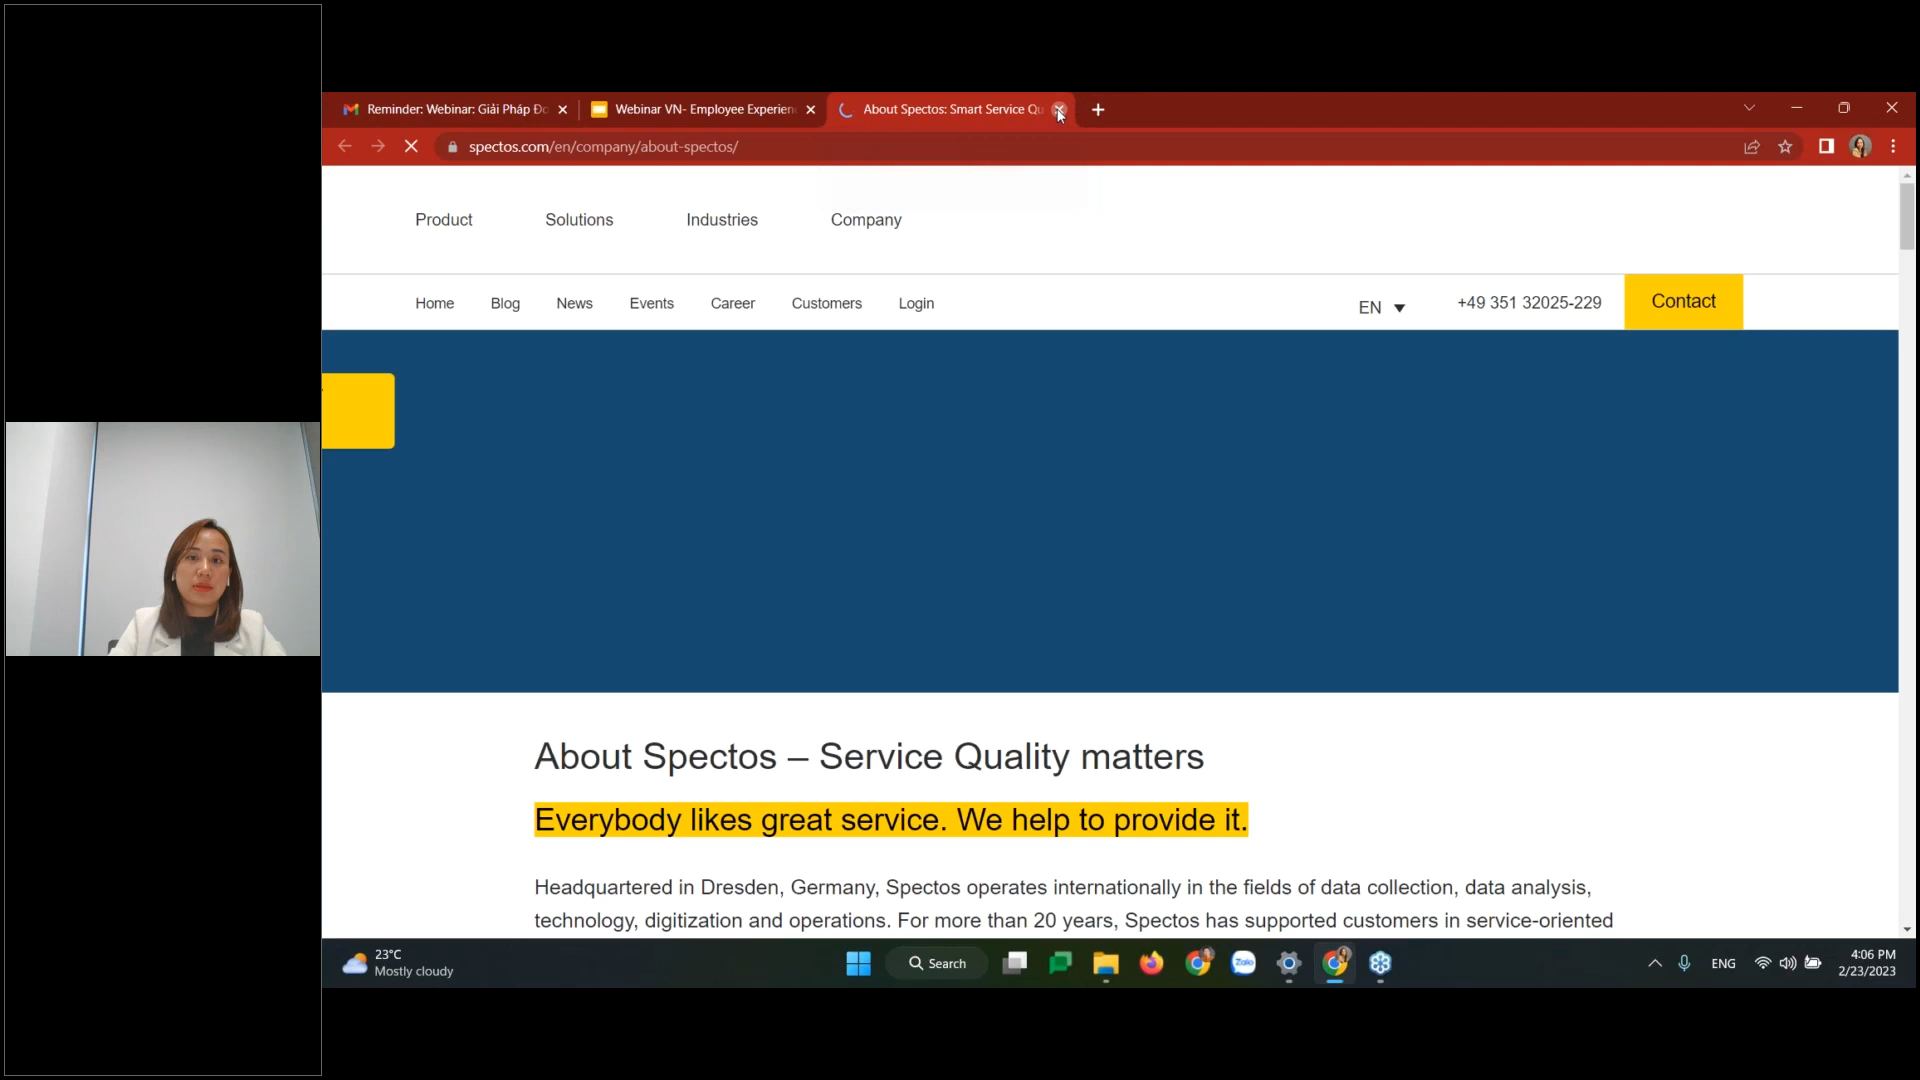 Reminder: Webinar: Giải Pháp Đo
Webinar VN- Employee Experien
About Spectos: Smart Service Qu
spectos.com/en/company/about-spectos/
Product Solutions Industries Company
Home Blog News Events Career Customers Login EN +49 351 32025-229 Contact
About Spectos – Service Quality matters
Everybody likes great service. We help to provide it.
Headquartered in Dresden, Germany, Spectos operates internationally in the fields of data collection, data analysis,
technology, digitization and operations. For more than 20 years, Spectos has supported customers in service-oriented
23°C
Mostly cloudy
Search
Zalo
ENG
4:06 PM
2/23/2023